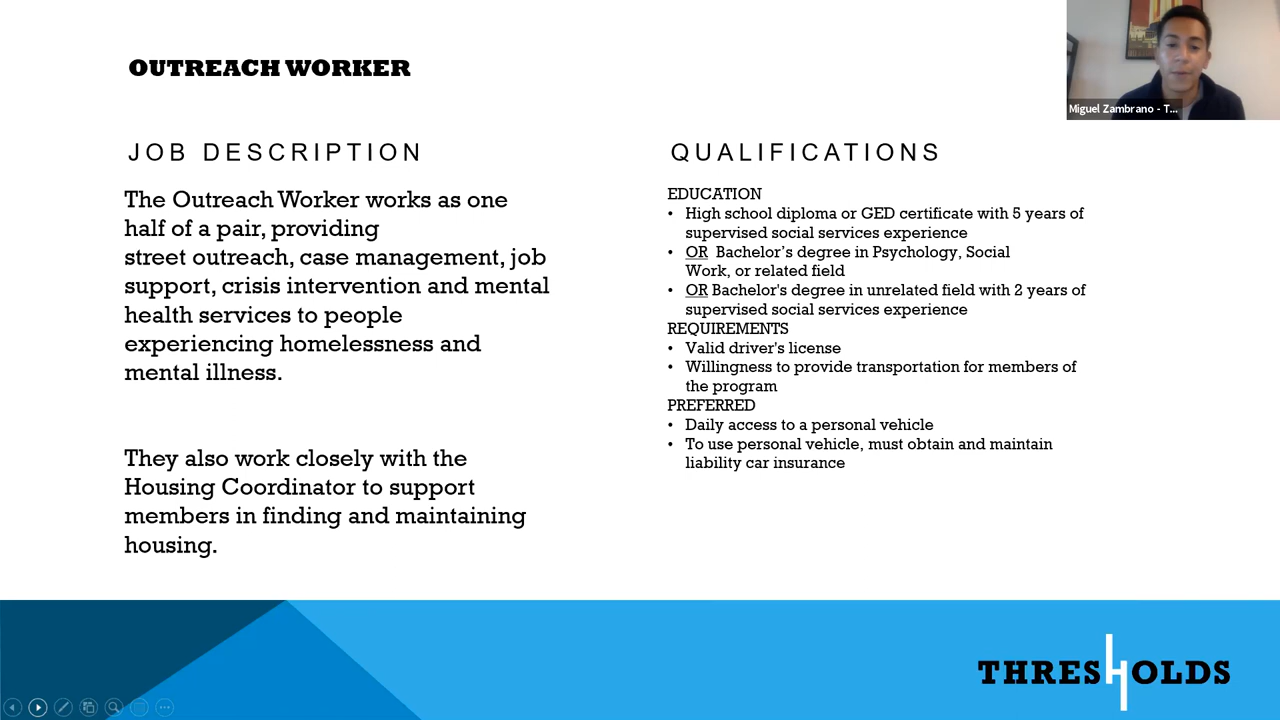 OUTREACH WORKER
Miguel Zambrano - T...
JOB DESCRIPTION
The Outreach Worker works as one
half of a pair, providing
street outreach, case management, job
support, crisis intervention and mental
health services to people
experiencing homelessness and
mental illness.
They also work closely with the
Housing Coordinator to support
members in finding and maintaining
housing.
QUALIFICATIONS
EDUCATION
• High school diploma or GED certificate with 5 years of
supervised social services experience
• OR Bachelor’s degree in Psychology, Social
Work, or related field
• OR Bachelor's degree in unrelated field with 2 years of
supervised social services experience
REQUIREMENTS
• Valid driver's license
• Willingness to provide transportation for members of
the program
PREFERRED
• Daily access to a personal vehicle
• To use personal vehicle, must obtain and maintain
liability car insurance
THRESHOLDS